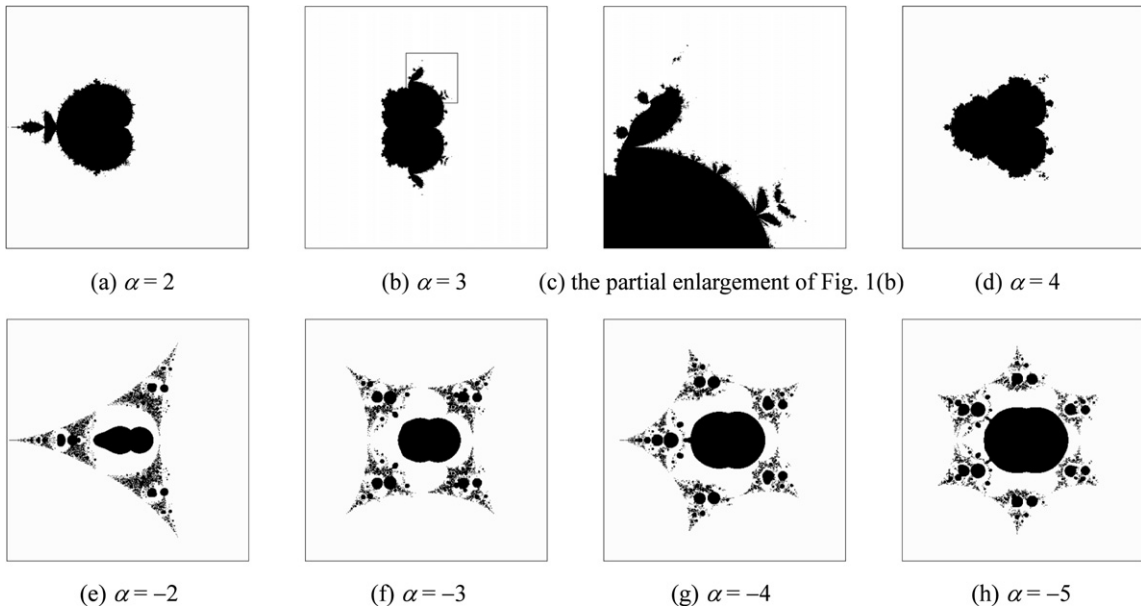 (a) α = 2
(b) α = 3
(c) the partial enlargement of Fig. 1(b)
(d) α = 4
(e) α = −2
(f) α = −3
(g) α = −4
(h) α = −5